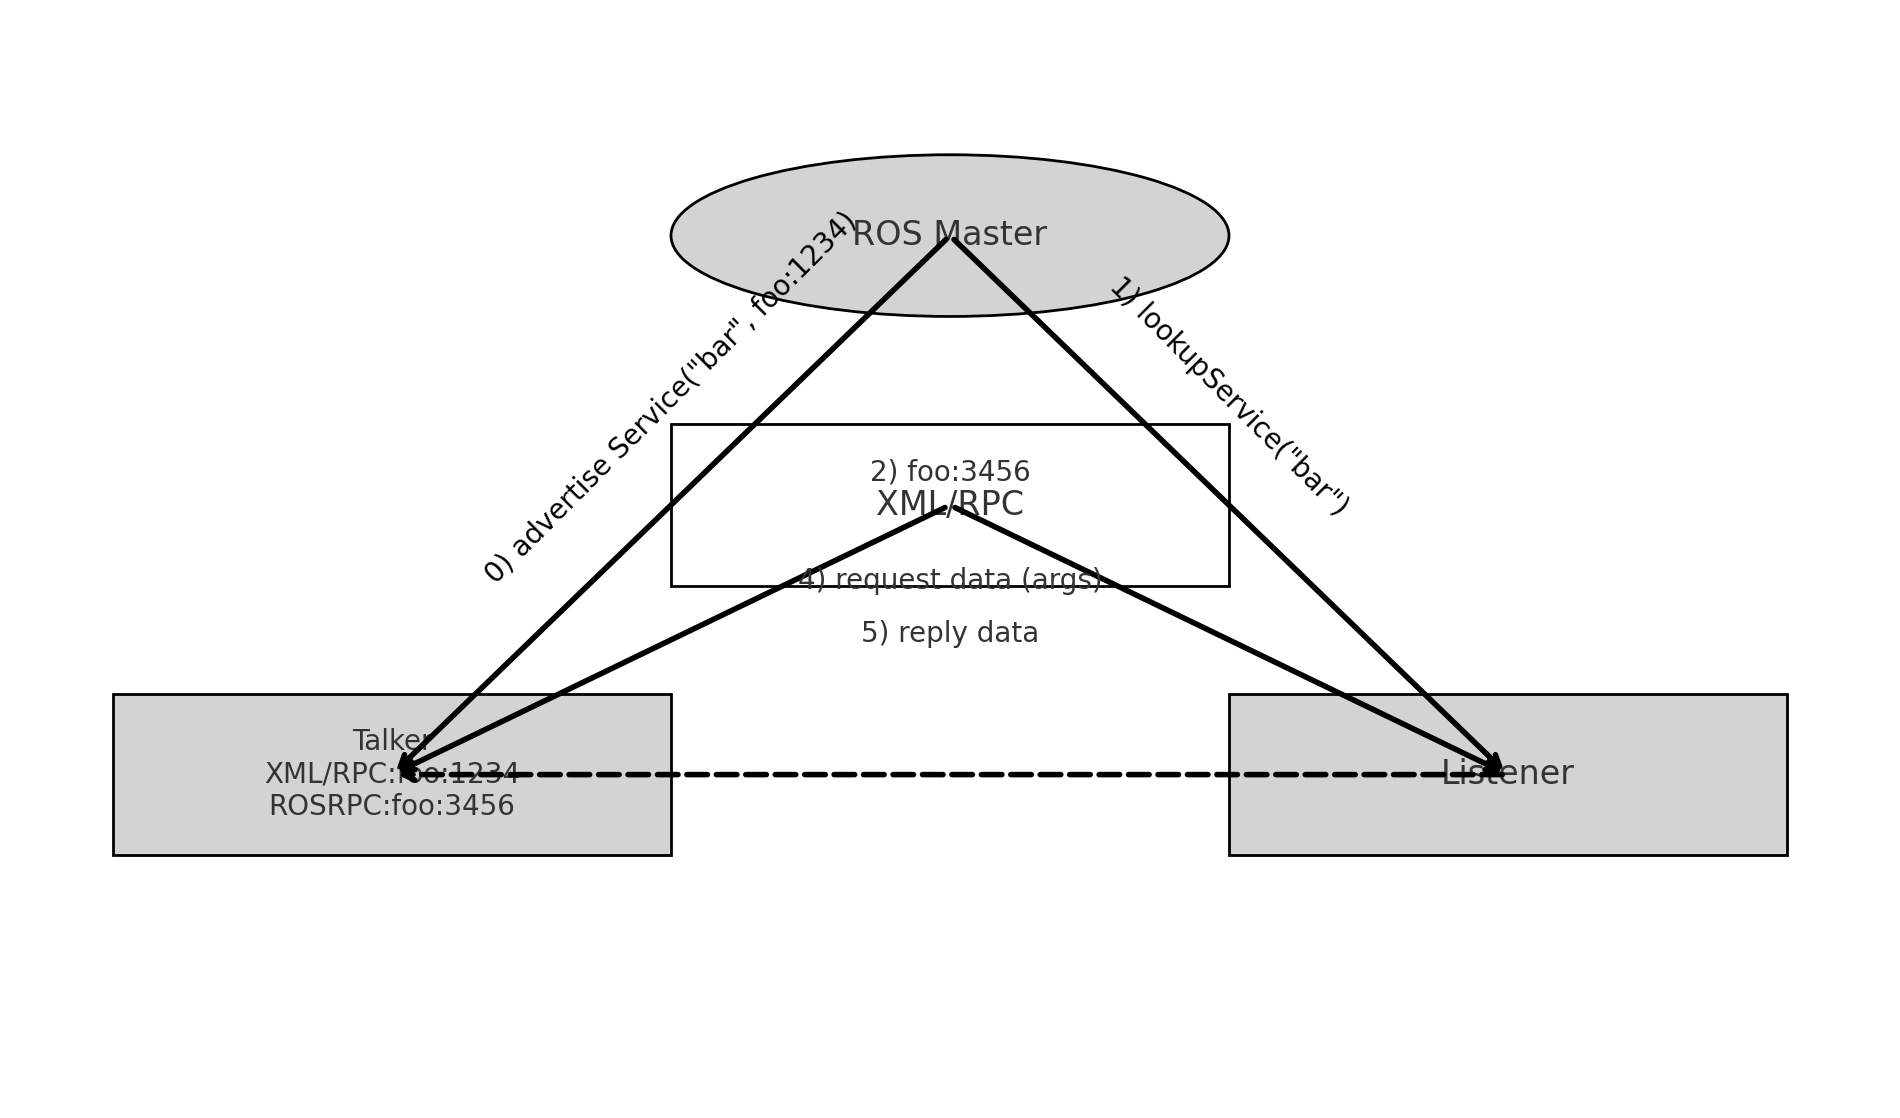 ROS Master
0) advertise Service("bar", foo:1234)
1) lookupService("bar")
2) foo:3456
XML/RPC
4) request data (args)
5) reply data
Talker
XML/RPC:foo:1234
ROSRPC:foo:3456
Listener